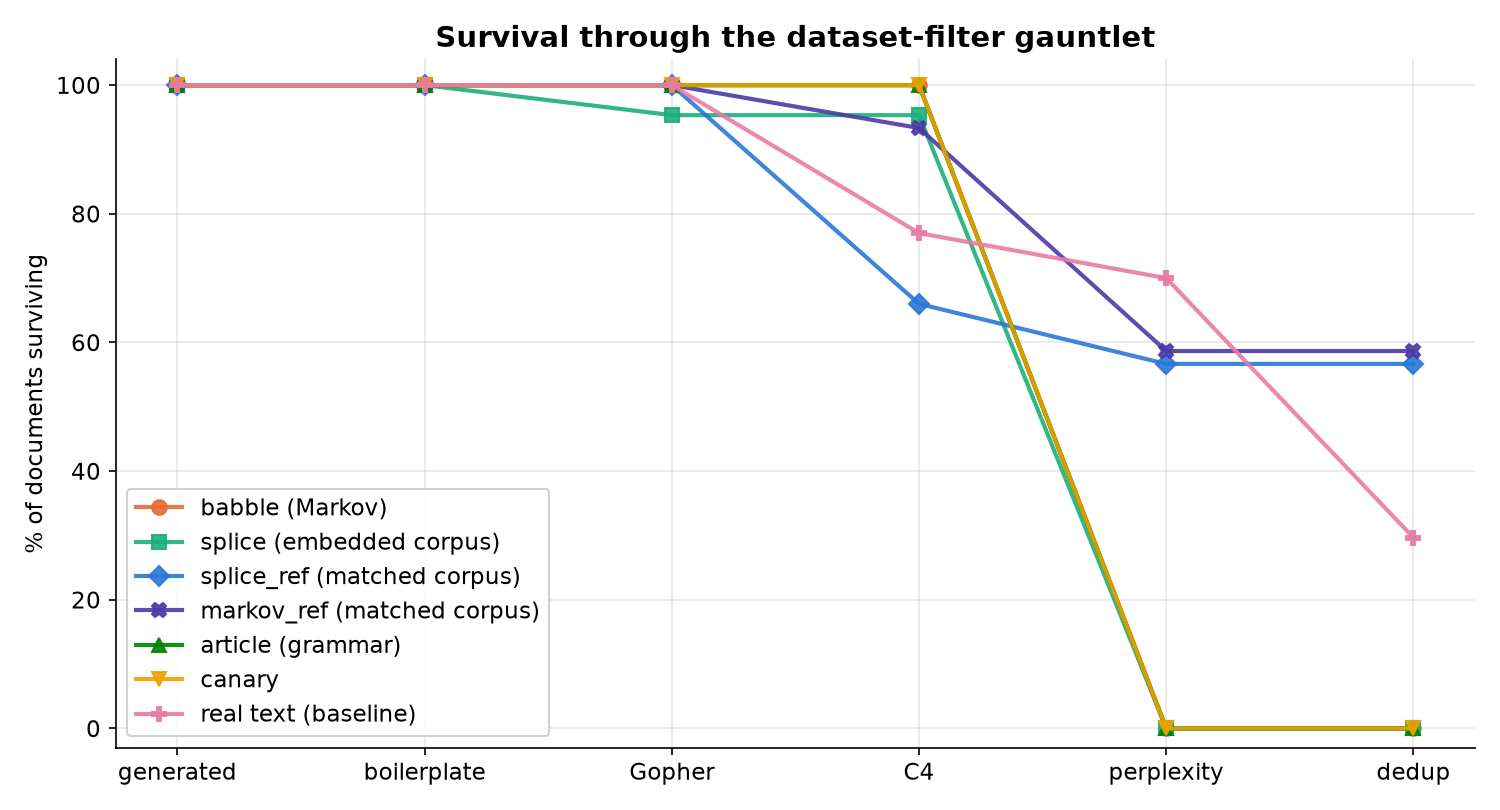 Survival through the dataset-filter gauntlet
% of documents surviving
100
80
60
40
20
0
babble (Markov)
splice (embedded corpus)
splice_ref (matched corpus)
markov_ref (matched corpus)
article (grammar)
canary
real text (baseline)
generated boilerplate Gopher C4 perplexity dedup